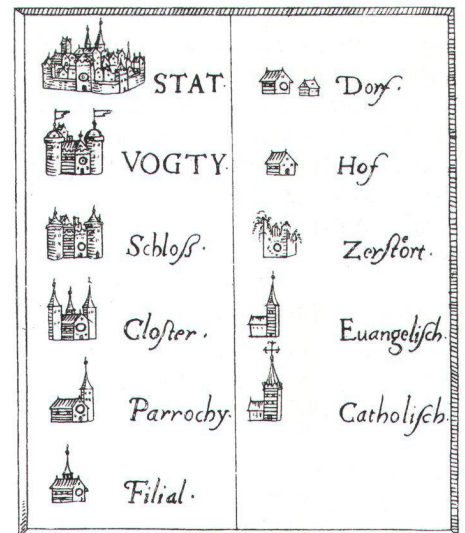 STAT.
VOGTY
Schloſs.
Cloſter.
Parrochy.
Filial.
Dorf.
Hof
Zerſtört.
Euangeliſch.
Catholiſch.